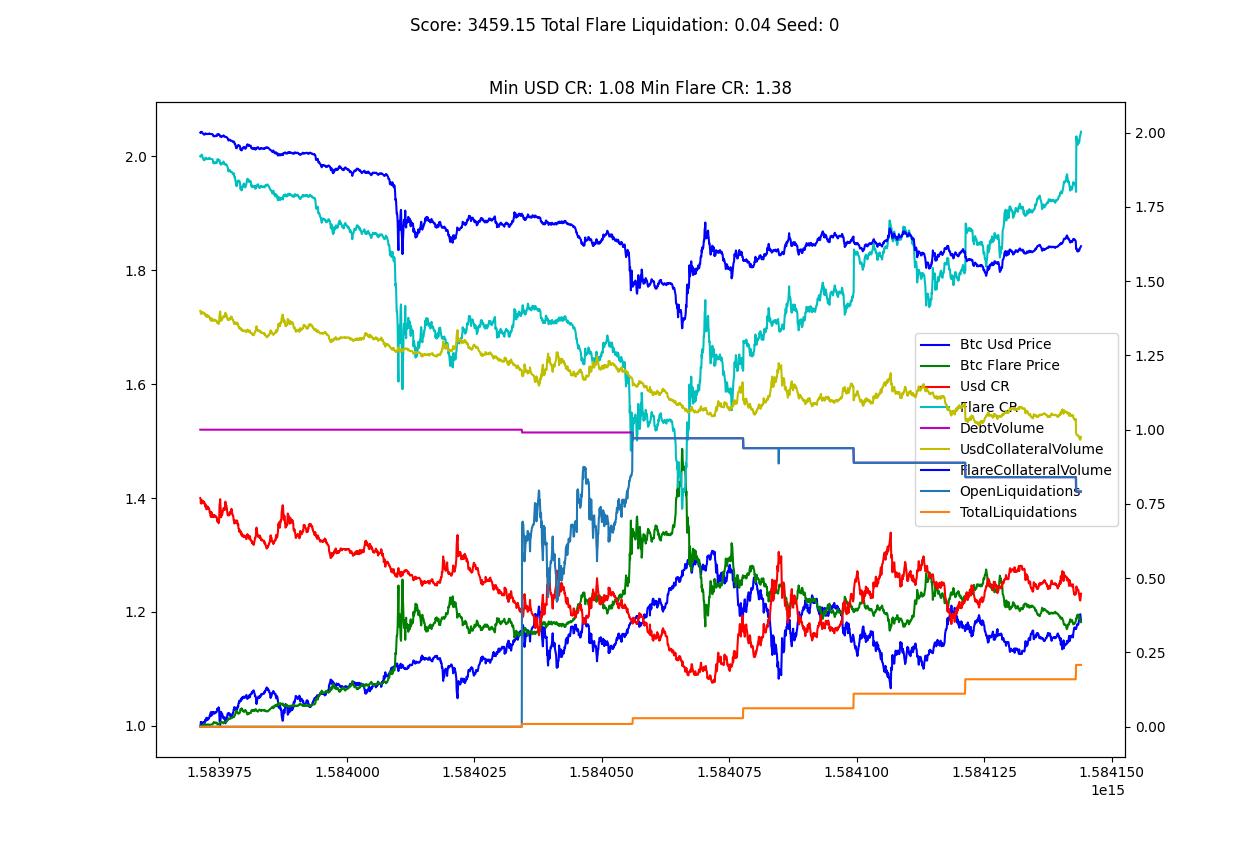 Score: 3459.15 Total Flare Liquidation: 0.04 Seed: 0
Min USD CR: 1.08 Min Flare CR: 1.38
2.0
1.8
1.6
1.4
1.2
1.0
2.00
1.75
1.50
1.25
1.00
0.75
0.50
0.25
0.00
Btc Usd Price
Btc Flare Price
Usd CR
Flare CR
DeptVolume
UsdCollateralVolume
FlareCollateralVolume
OpenLiquidations
TotalLiquidations
1.583975 1.584000 1.584025 1.584050 1.584075 1.584100 1.584125 1.584150
1e15